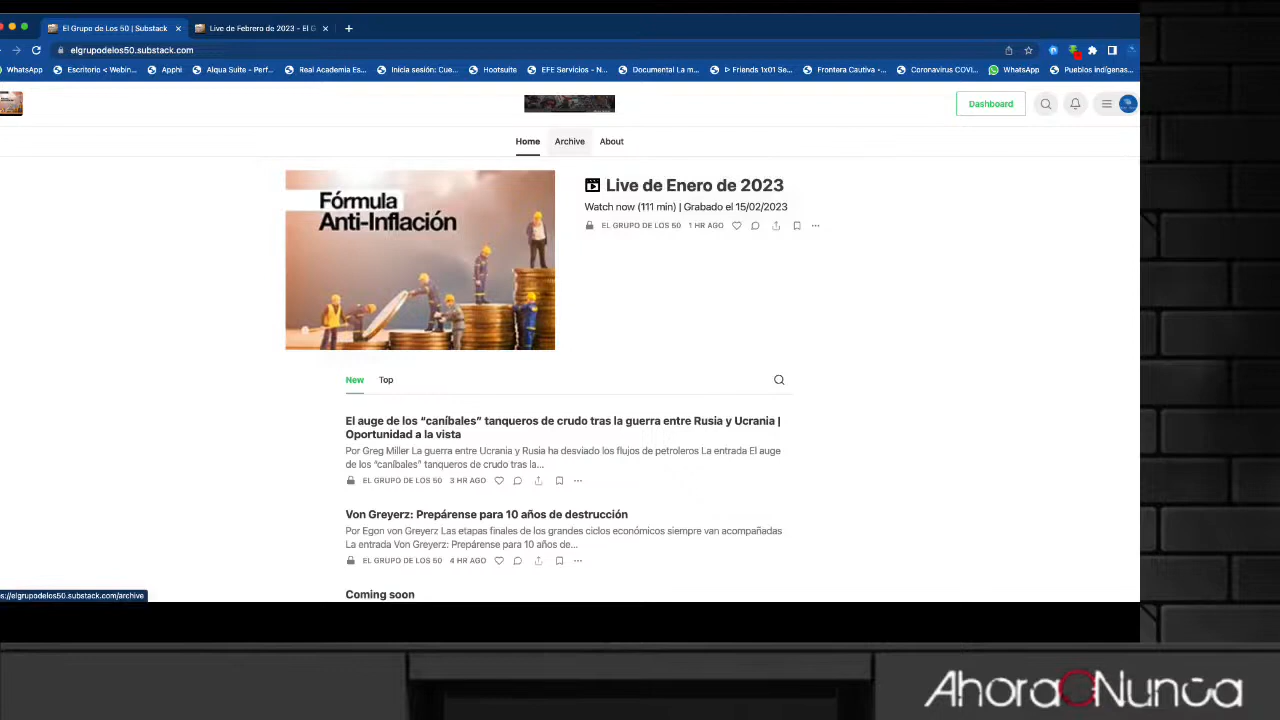 El Grupo de Los 50 | Substack
Live de Febrero de 2023 - El G
elgrupodelos50.substack.com
WhatsApp
Escritorio < Webin...
Apphi
Alqua Suite - Perf...
Real Academia Es...
Inicia sesión: Cue...
Hootsuite
EFE Servicios - N...
Documental La m...
Friends 1x01 Se...
Frontera Cautiva -...
Coronavirus COVI...
WhatsApp
Pueblos indígenas...
Dashboard
Home
Archive
About
Fórmula
Anti-Inflación
Live de Enero de 2023
Watch now (111 min) | Grabado el 15/02/2023
EL GRUPO DE LOS 50 1 HR AGO
New
Top
El auge de los “caníbales” tanqueros de crudo tras la guerra entre Rusia y Ucrania |
Oportunidad a la vista
Por Greg Miller La guerra entre Ucrania y Rusia ha desviado los flujos de petroleros La entrada El auge
de los “caníbales” tanqueros de crudo tras la...
EL GRUPO DE LOS 50 3 HR AGO
Von Greyerz: Prepárense para 10 años de destrucción
Por Egon von Greyerz Las etapas finales de los grandes ciclos económicos siempre van acompañadas
La entrada Von Greyerz: Prepárense para 10 años de...
EL GRUPO DE LOS 50 4 HR AGO
Coming soon
s://elgrupodelos50.substack.com/archive
AhoraONunca